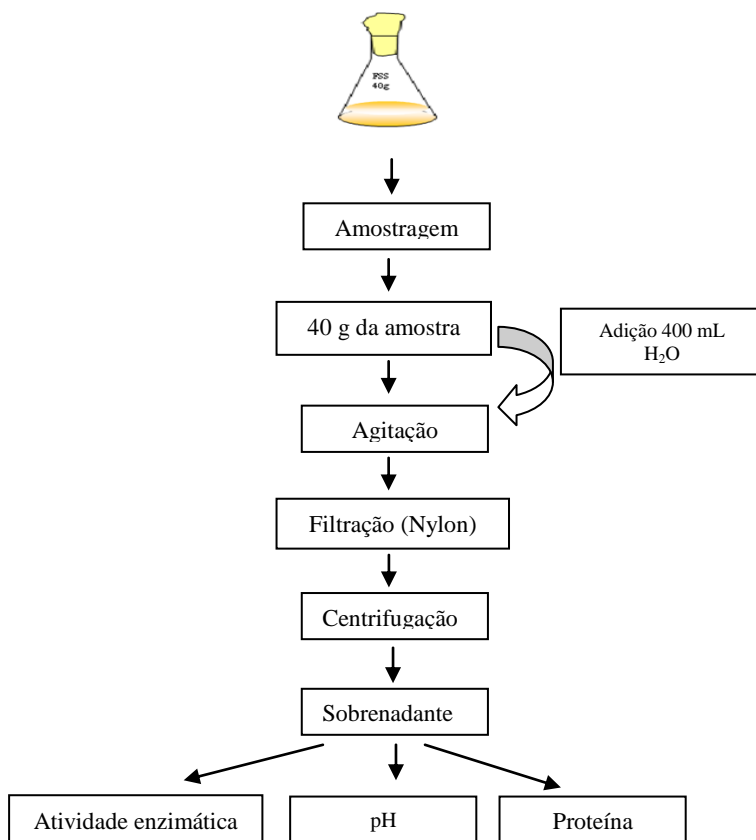 FSS
40g
Amostragem
40 g da amostra
Adição 400 mL
H₂O
Agitação
Filtração (Nylon)
Centrifugação
Sobrenadante
Atividade enzimática
pH
Proteína